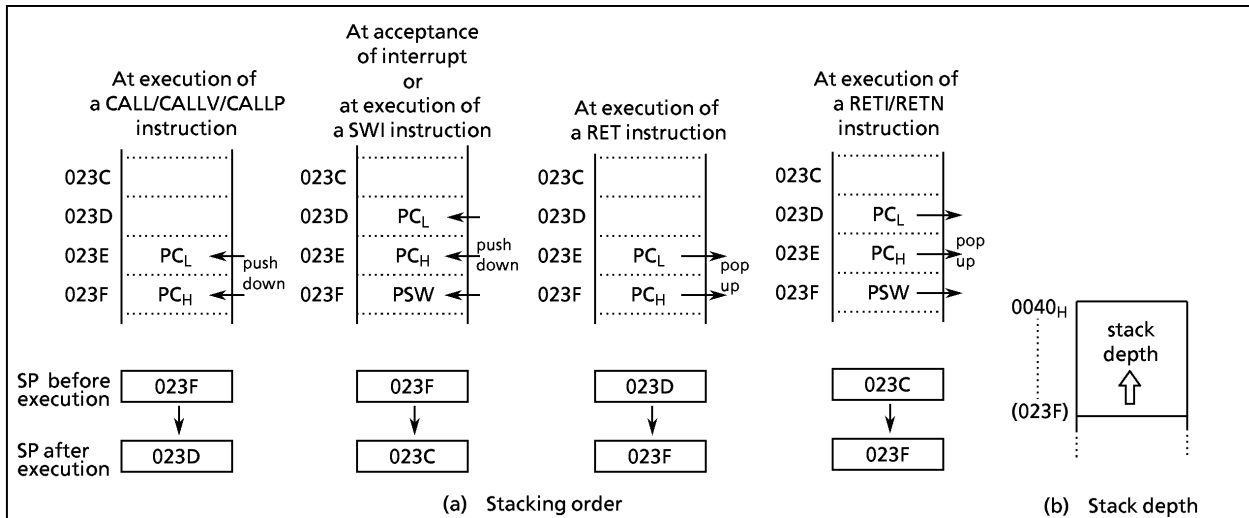 At execution of
a CALL/CALLV/CALLP
instruction
023C
023D
023E PCL
023F PCH
push
down
At acceptance
of interrupt
or
at execution of
a SWI instruction
023C
023D PCL
023E PCH
023F PSW
push
down
At execution of
a RET instruction
023C
023D
023E PCL
023F PCH
pop
up
At execution of
a RETI/RETN
instruction
023C
023D PCL
023E PCH
023F PSW
pop
up
SP before
execution
023F
023F
023D
023C
SP after
execution
023D
023C
023F
023F
(a) Stacking order
0040H
stack
depth
(023F)
(b) Stack depth